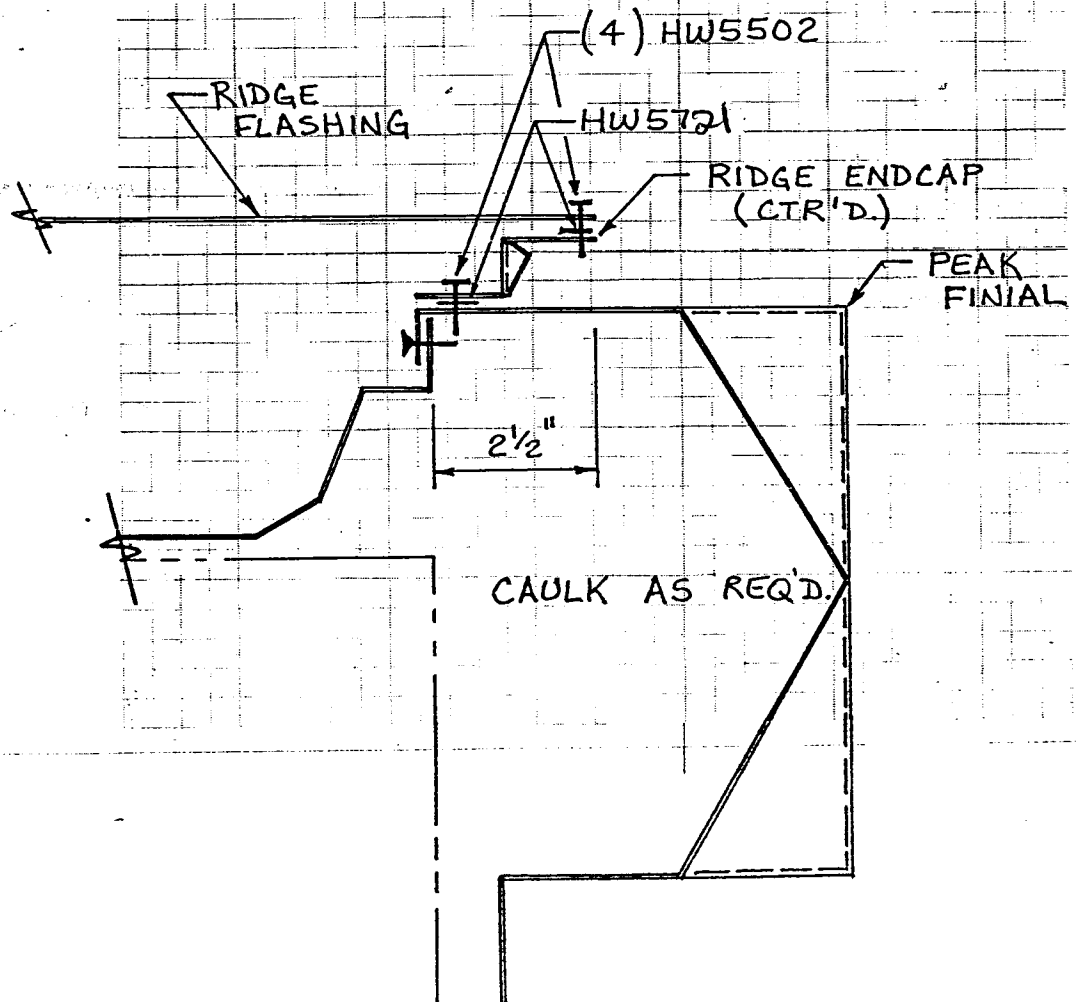 (4) HW5502
RIDGE
FLASHING
HW5721
RIDGE ENDCAP
(CTR'D.)
PEAK
FINIAL
2½"
CAULK AS REQ'D.